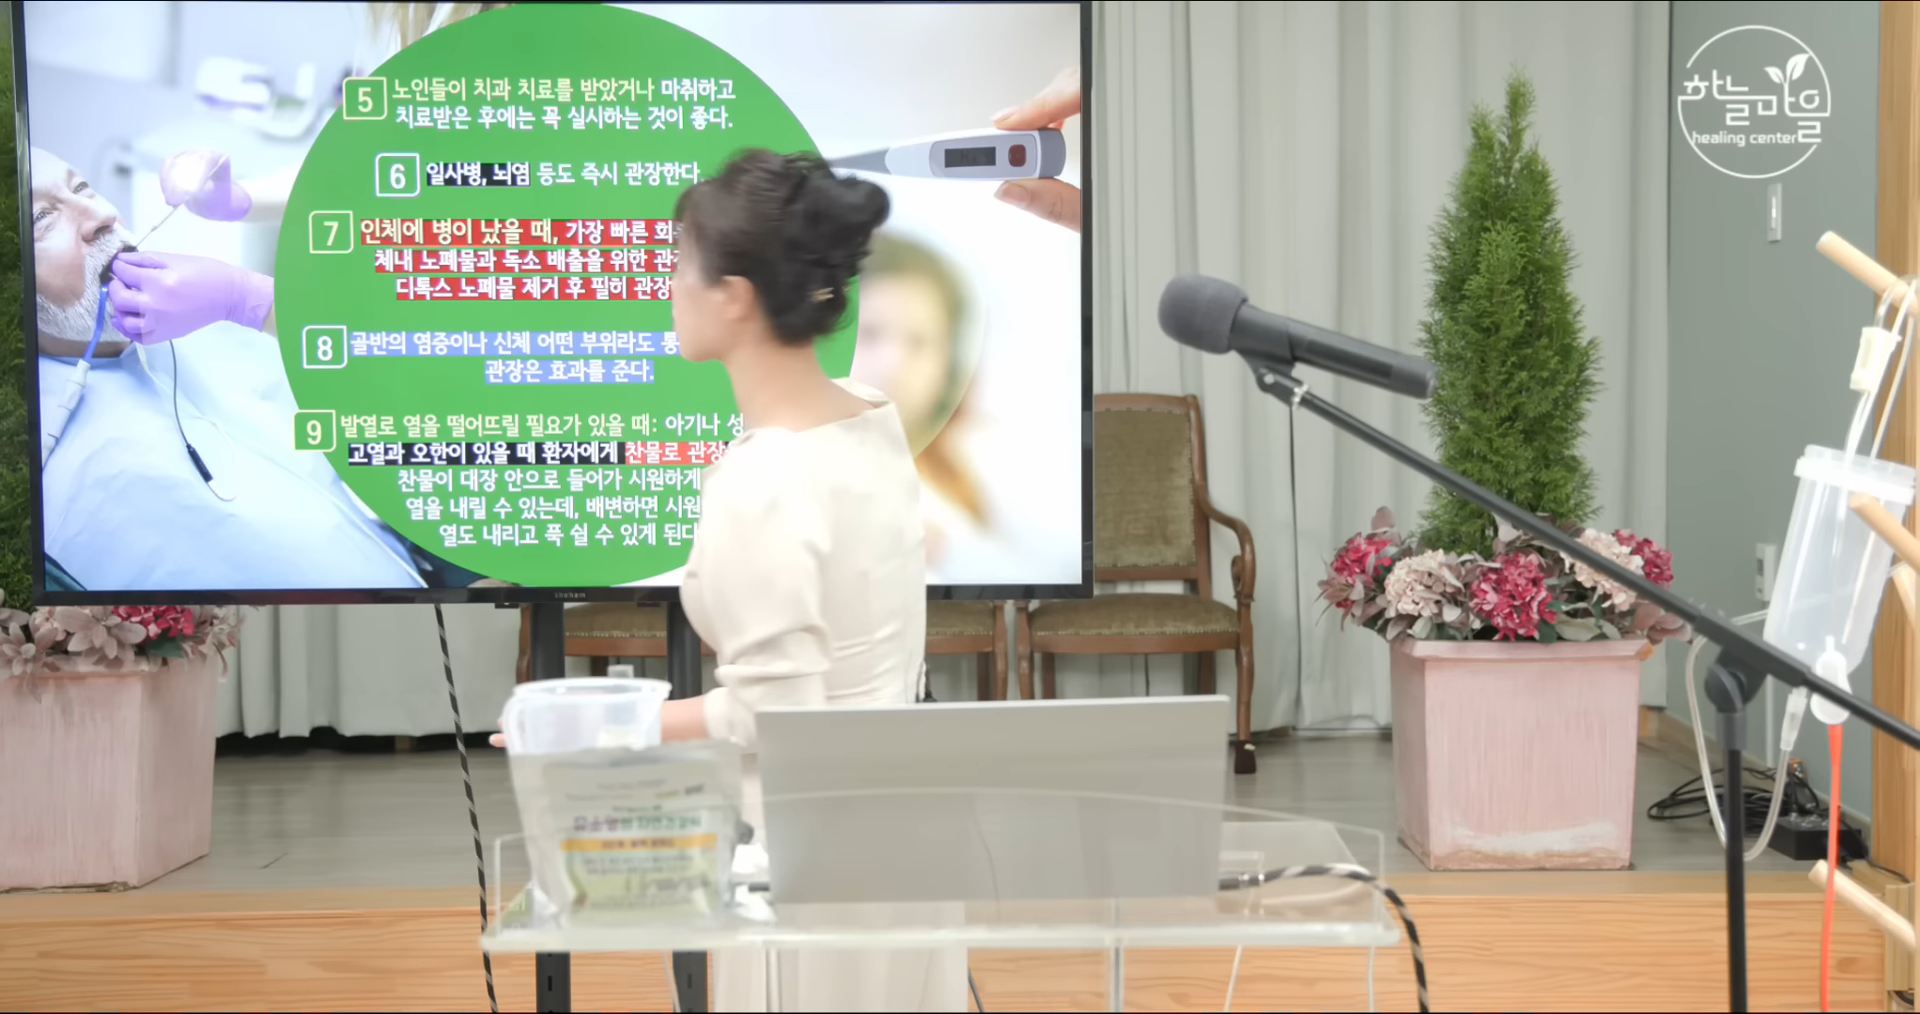 5 노인들이 치과 치료를 받았거나 마취하고
치료받은 후에는 꼭 실시하는 것이 좋다.
6 일사병, 뇌염 등도 즉시 관장한다.
7 인체에 병이 났을 때, 가장 빠른
체내 노폐물과 독소 배출을 위한
디톡스 노폐물 제거 후 필히 관장
8 골반의 염증이나 신체 어떤 부위라도
관장은 효과를 준다.
9 발열로 열을 떨어뜨릴 필요가 있을 때: 아기나 성
고열과 오한이 있을 때 환자에게 찬물로 관장
찬물이 대장 안으로 들어가 시원하게
열을 내릴 수 있는데, 배변하면 시원
열도 내리고 푹 쉴 수 있게 된다
하늘마을
healing center